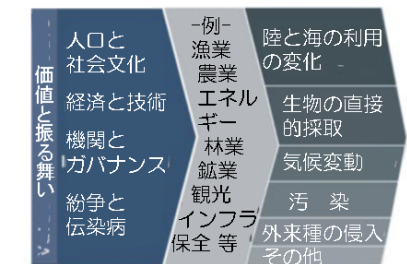 価値と振る舞い
人口と
社会文化
経済と技術
機関と
ガバナンス
紛争と
伝染病
-例-
漁業
農業
エネル
ギー
林業
鉱業
観光
インフラ
保全 等
陸と海の利用
の変化
生物の直接
的採取
気候変動
汚 染
外来種の侵入
その他